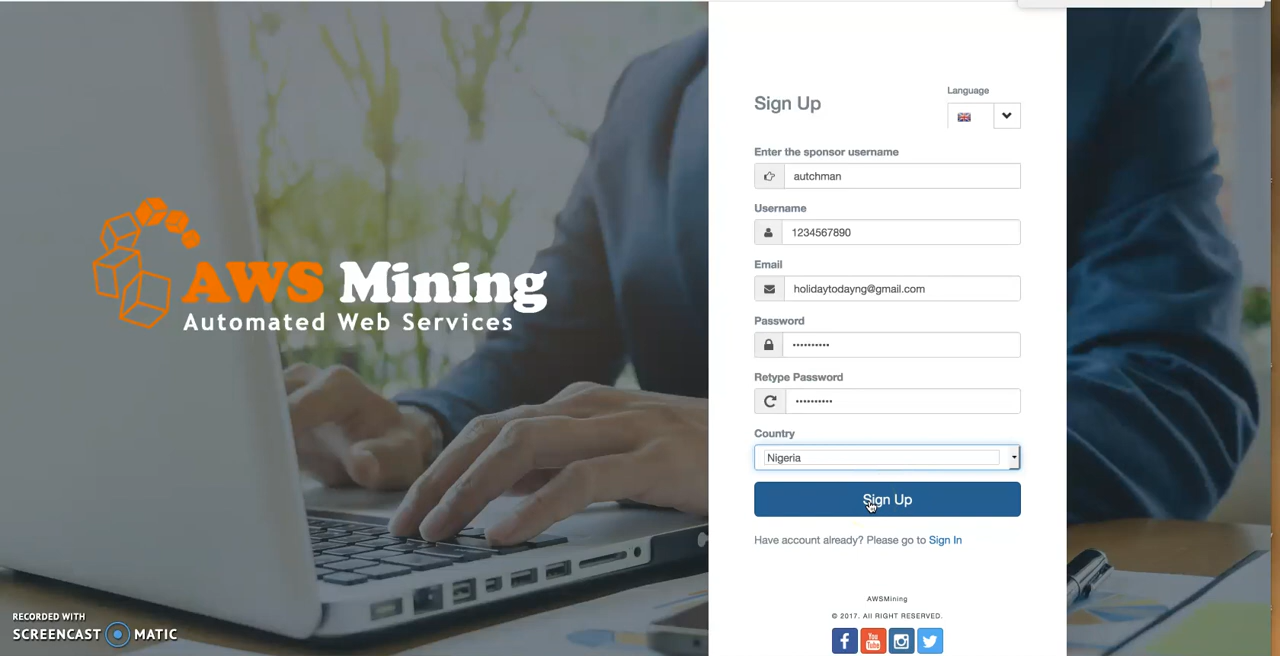 Language
Sign Up
Enter the sponsor username
autchman
Username
1234567890
Email
holidaytodayng@gmail.com
Password
••••••••••
Retype Password
••••••••••
Country
Nigeria
Sign Up
Have account already? Please go to Sign In
AWSMining
© 2017. All RIGHT RESERVED.
AWS Mining
Automated Web Services
RECORDED WITH
SCREENCAST MATIC
f
You Tube